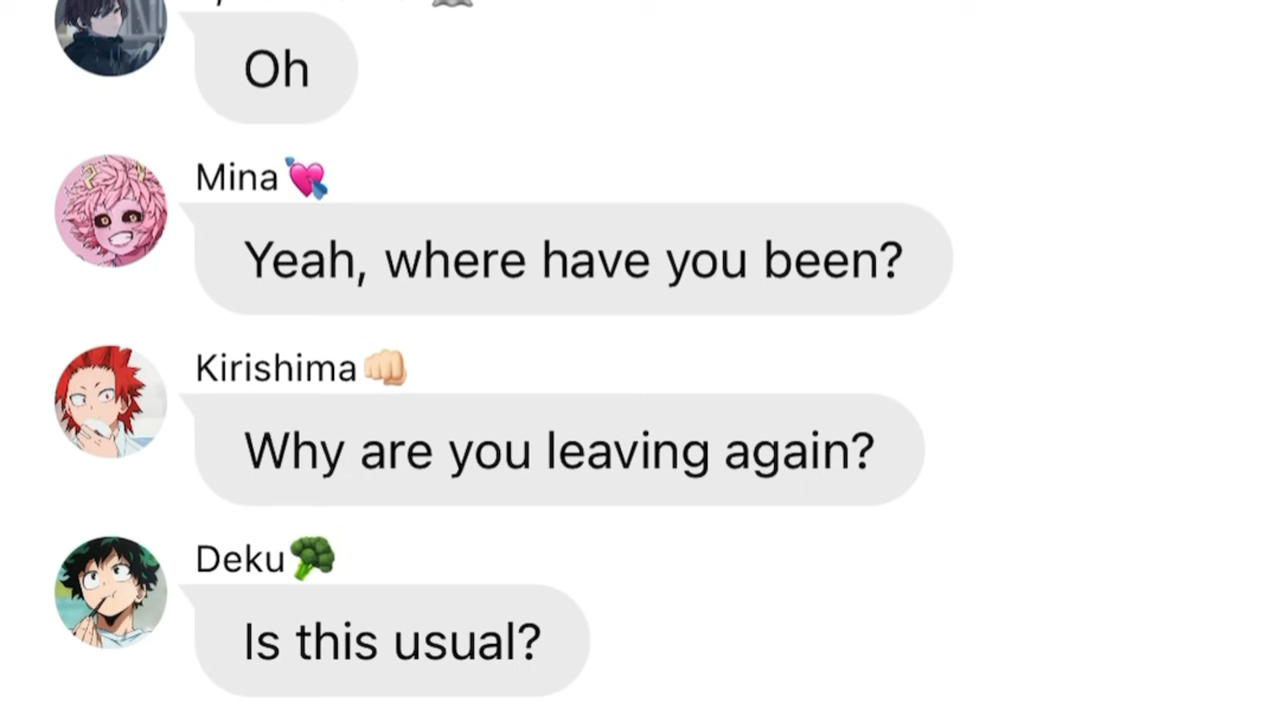 Oh
Mina💘
Yeah, where have you been?
Kirishima👊🏻
Why are you leaving again?
Deku🥦
Is this usual?